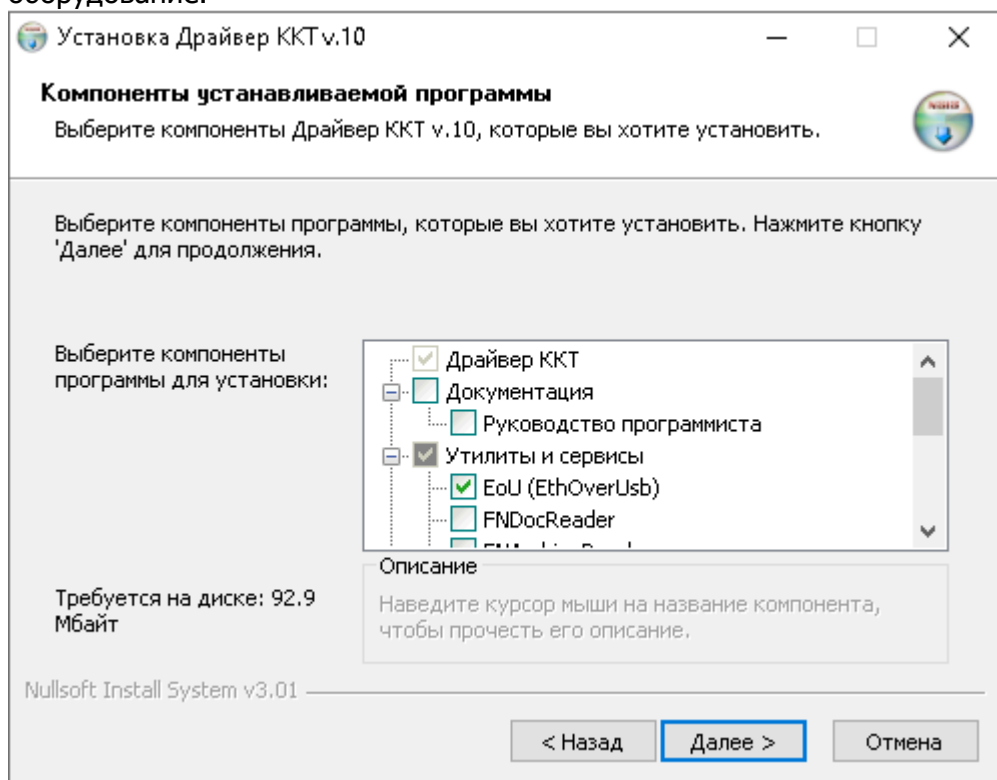 оборудование.
Установка Драйвер ККТ v.10
Компоненты устанавливаемой программы
Выберите компоненты Драйвер ККТ v.10, которые вы хотите установить.
Выберите компоненты программы, которые вы хотите установить. Нажмите кнопку
'Далее' для продолжения.
Выберите компоненты
программы для установки:
Драйвер ККТ
Документация
Руководство программиста
Утилиты и сервисы
EoU (EthOverUsb)
FNDocReader
Описание
Требуется на диске: 92.9
Мбайт
Наведите курсор мыши на название компонента,
чтобы прочесть его описание.
Nullsoft Install System v3.01
< Назад
Далее >
Отмена